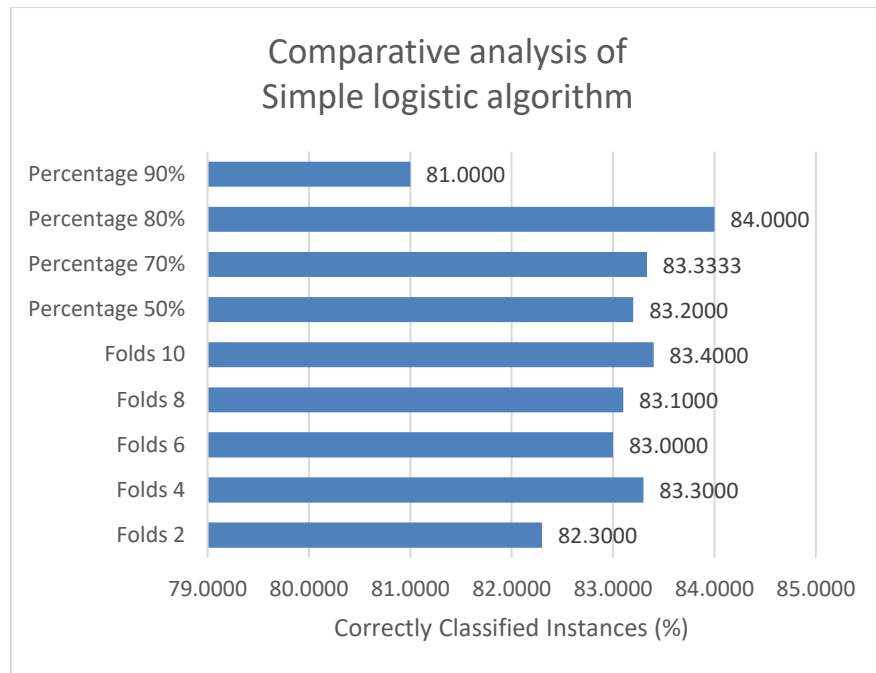 Comparative analysis of
Simple logistic algorithm
Percentage 90%
81.0000
Percentage 80%
84.0000
Percentage 70%
83.3333
Percentage 50%
83.2000
Folds 10
83.4000
Folds 8
83.1000
Folds 6
83.0000
Folds 4
83.3000
Folds 2
82.3000
79.0000 80.0000 81.0000 82.0000 83.0000 84.0000 85.0000
Correctly Classified Instances (%)